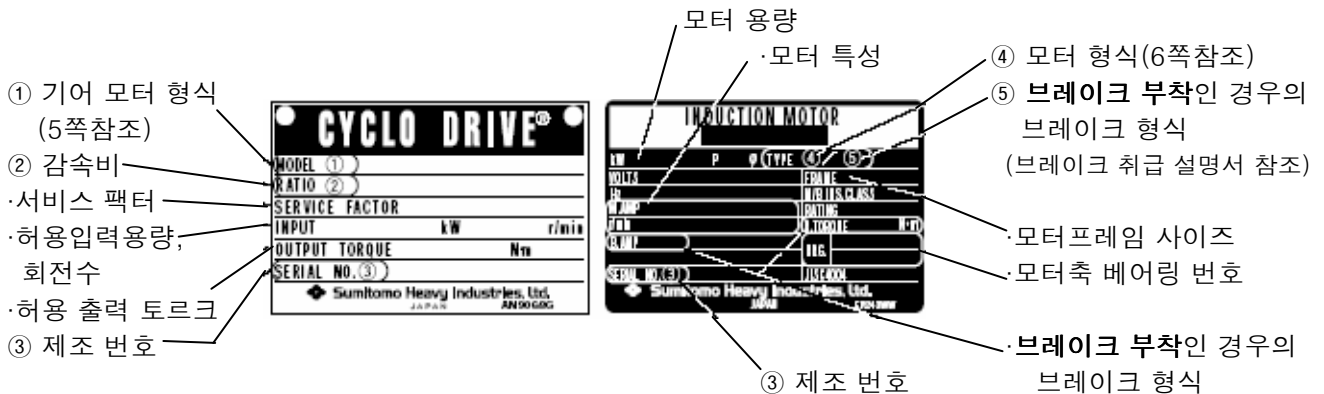 모터 용량
·모터 특성
① 기어 모터 형식
(5쪽참조)
② 감속비
·서비스 팩터
·허용입력용량,
회전수
·허용 출력 토르크
③ 제조 번호
CYCLO DRIVE®
MODEL ①
RATIO ②
SERVICE FACTOR
INPUT kW r/min
OUTPUT TORQUE Nm
SERIAL NO.③
Sumitomo Heavy Industries, Ltd.
JAPAN AN906BG
INDUCTION MOTOR
kW P φ TYPE ④ ⑤
VOLTS FRAME
Hz
RATING
r/min B.TORQUE N·m
B.AMP
BRG.
SERIAL NO.③
Sumitomo Heavy Industries, Ltd.
JAPAN
④ 모터 형식(6쪽참조)
⑤ 브레이크 부착인 경우의
브레이크 형식
(브레이크 취급 설명서 참조)
·모터프레임 사이즈
·모터축 베어링 번호
·브레이크 부착인 경우의
브레이크 형식
③ 제조 번호